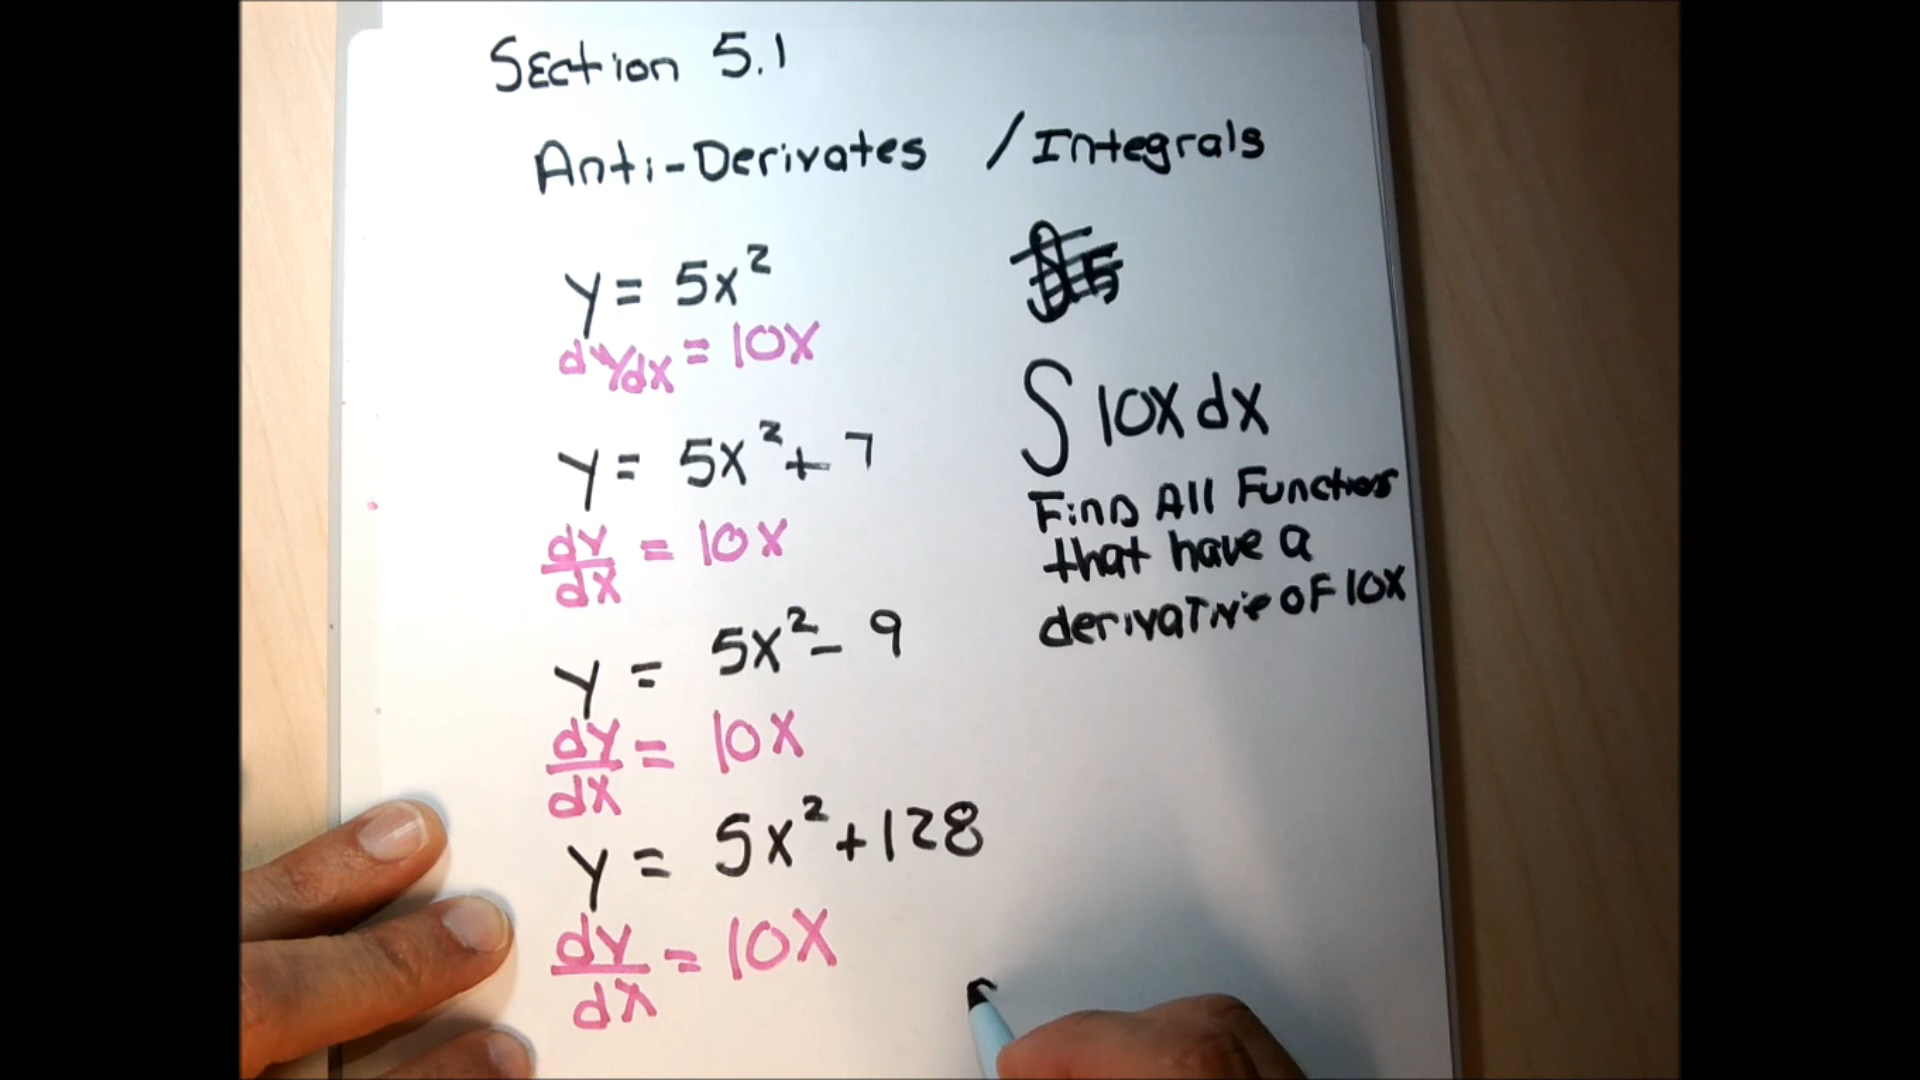 Section 5.1
Anti-Derivates / Integrals
y = 5x²
dy/dx = 10x
y = 5x² + 7
dy/dx = 10x
y = 5x² - 9
dy/dx = 10x
y = 5x² + 128
dy/dx = 10x
∫ 10x dx
Find All Functions
that have a
derivative of 10x